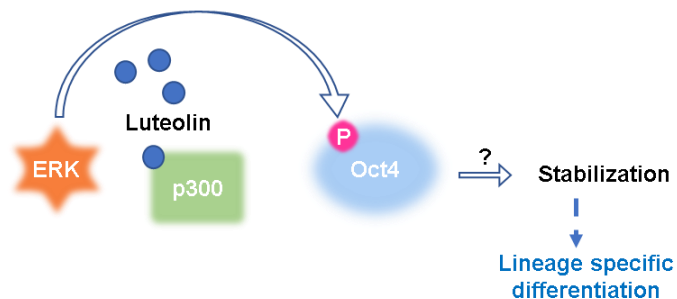 Luteolin
ERK
p300
P
Oct4
?
Stabilization
Lineage specific
differentiation